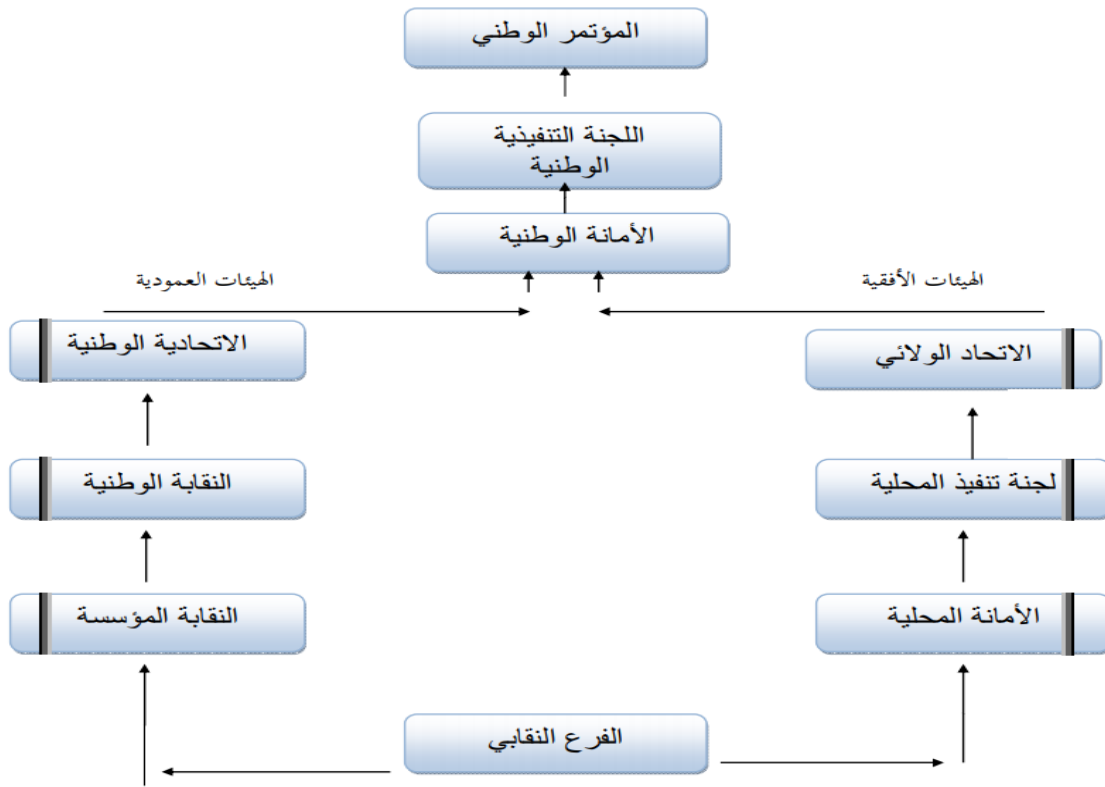 المؤتمر الوطني
اللجنة التنفيذية
الوطنية
الأمانة الوطنية
الهيئات الأفقية
الهيئات العمودية
الاتحاد الولائي
الاتحادية الوطنية
لجنة تنفيذ المحلية
النقابة الوطنية
الأمانة المحلية
النقابة المؤسسة
الفرع النقابي